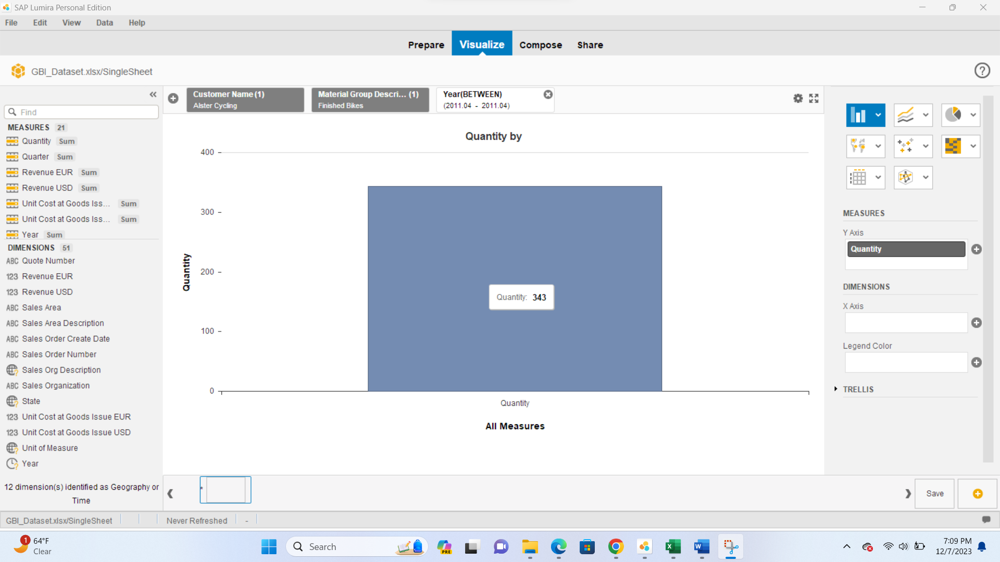 SAP Lumira Personal Edition
File Edit View Data Help
Prepare Visualize Compose Share
GBI_Dataset.xlsx/SingleSheet
?
«
Customer Name (1)
Alster Cycling
Material Group Descri... (1)
Finished Bikes
Year(BETWEEN)
(2011.04 - 2011.04)
Find
MEASURES 21
Quantity Sum
Quarter Sum
Revenue EUR Sum
Revenue USD Sum
Unit Cost at Goods Iss... Sum
Unit Cost at Goods Iss... Sum
Year Sum
DIMENSIONS 51
ABC Quote Number
123 Revenue EUR
123 Revenue USD
ABC Sales Area
ABC Sales Area Description
ABC Sales Order Create Date
ABC Sales Order Number
Sales Org Description
ABC Sales Organization
State
123 Unit Cost at Goods Issue EUR
123 Unit Cost at Goods Issue USD
Unit of Measure
Year
12 dimension(s) identified as Geography or
Time
Quantity by
400
300
200
100
0
Quantity
Quantity: 343
Quantity
All Measures
MEASURES
Y Axis
Quantity
DIMENSIONS
X Axis
Legend Color
TRELLIS
*
Save
GBI_Dataset.xlsx/SingleSheet Never Refreshed -
1
64°F
Clear
Search
PRE
7:09 PM
12/7/2023